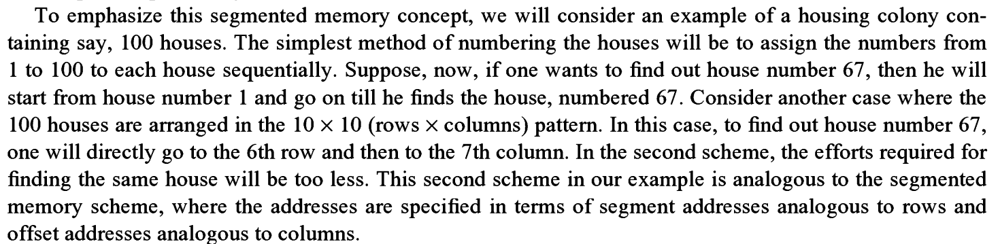 To emphasize this segmented memory concept, we will consider an example of a housing colony con-
taining say, 100 houses. The simplest method of numbering the houses will be to assign the numbers from
1 to 100 to each house sequentially. Suppose, now, if one wants to find out house number 67, then he will
start from house number 1 and go on till he finds the house, numbered 67. Consider another case where the
100 houses are arranged in the 10 × 10 (rows × columns) pattern. In this case, to find out house number 67,
one will directly go to the 6th row and then to the 7th column. In the second scheme, the efforts required for
finding the same house will be too less. This second scheme in our example is analogous to the segmented
memory scheme, where the addresses are specified in terms of segment addresses analogous to rows and
offset addresses analogous to columns.